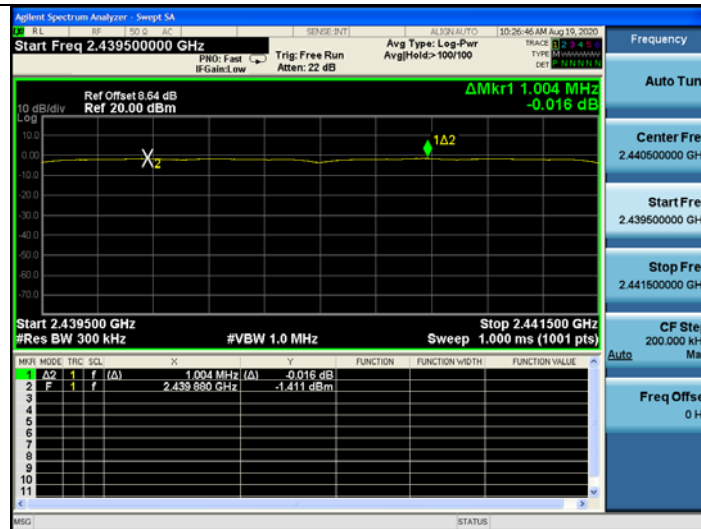 Agilent Spectrum Analyzer - Swept SA
RL RF 50 Ω AC SENSE:INT ALIGNAUTO 10:26:46 AM Aug 19, 2020
Start Freq 2.439500000 GHz
PNO: Fast
IFGain:Low
Trig: Free Run
Atten: 22 dB
Avg Type: Log-Pwr
Avg|Hold:>100/100
TRACE 1 2 3 4 5 6
TYPE MWWWWW
DET P N N N N N
Ref Offset 8.64 dB
Ref 20.00 dBm
ΔMkr1 1.004 MHz
-0.016 dB
10 dB/div
Log
10.0
0.00
-10.0
-20.0
-30.0
-40.0
-50.0
-60.0
-70.0
X2
1Δ2
Start 2.439500 GHz
Stop 2.441500 GHz
#Res BW 300 kHz
#VBW 1.0 MHz
Sweep 1.000 ms (1001 pts)
MKR MODE TRC SCL X Y FUNCTION FUNCTION WIDTH FUNCTION VALUE
1 Δ2 1 f (Δ) 1.004 MHz (Δ) -0.016 dB
2 F 1 f 2.439 880 GHz -1.411 dBm
3
4
5
6
7
8
9
10
11
MSG STATUS
Frequency
Auto Tun
Center Fre
2.440500000 GH
Start Fre
2.439500000 GH
Stop Fre
2.441500000 GH
CF Ste
200.000 kH
Auto Ma
Freq Offse
0 H